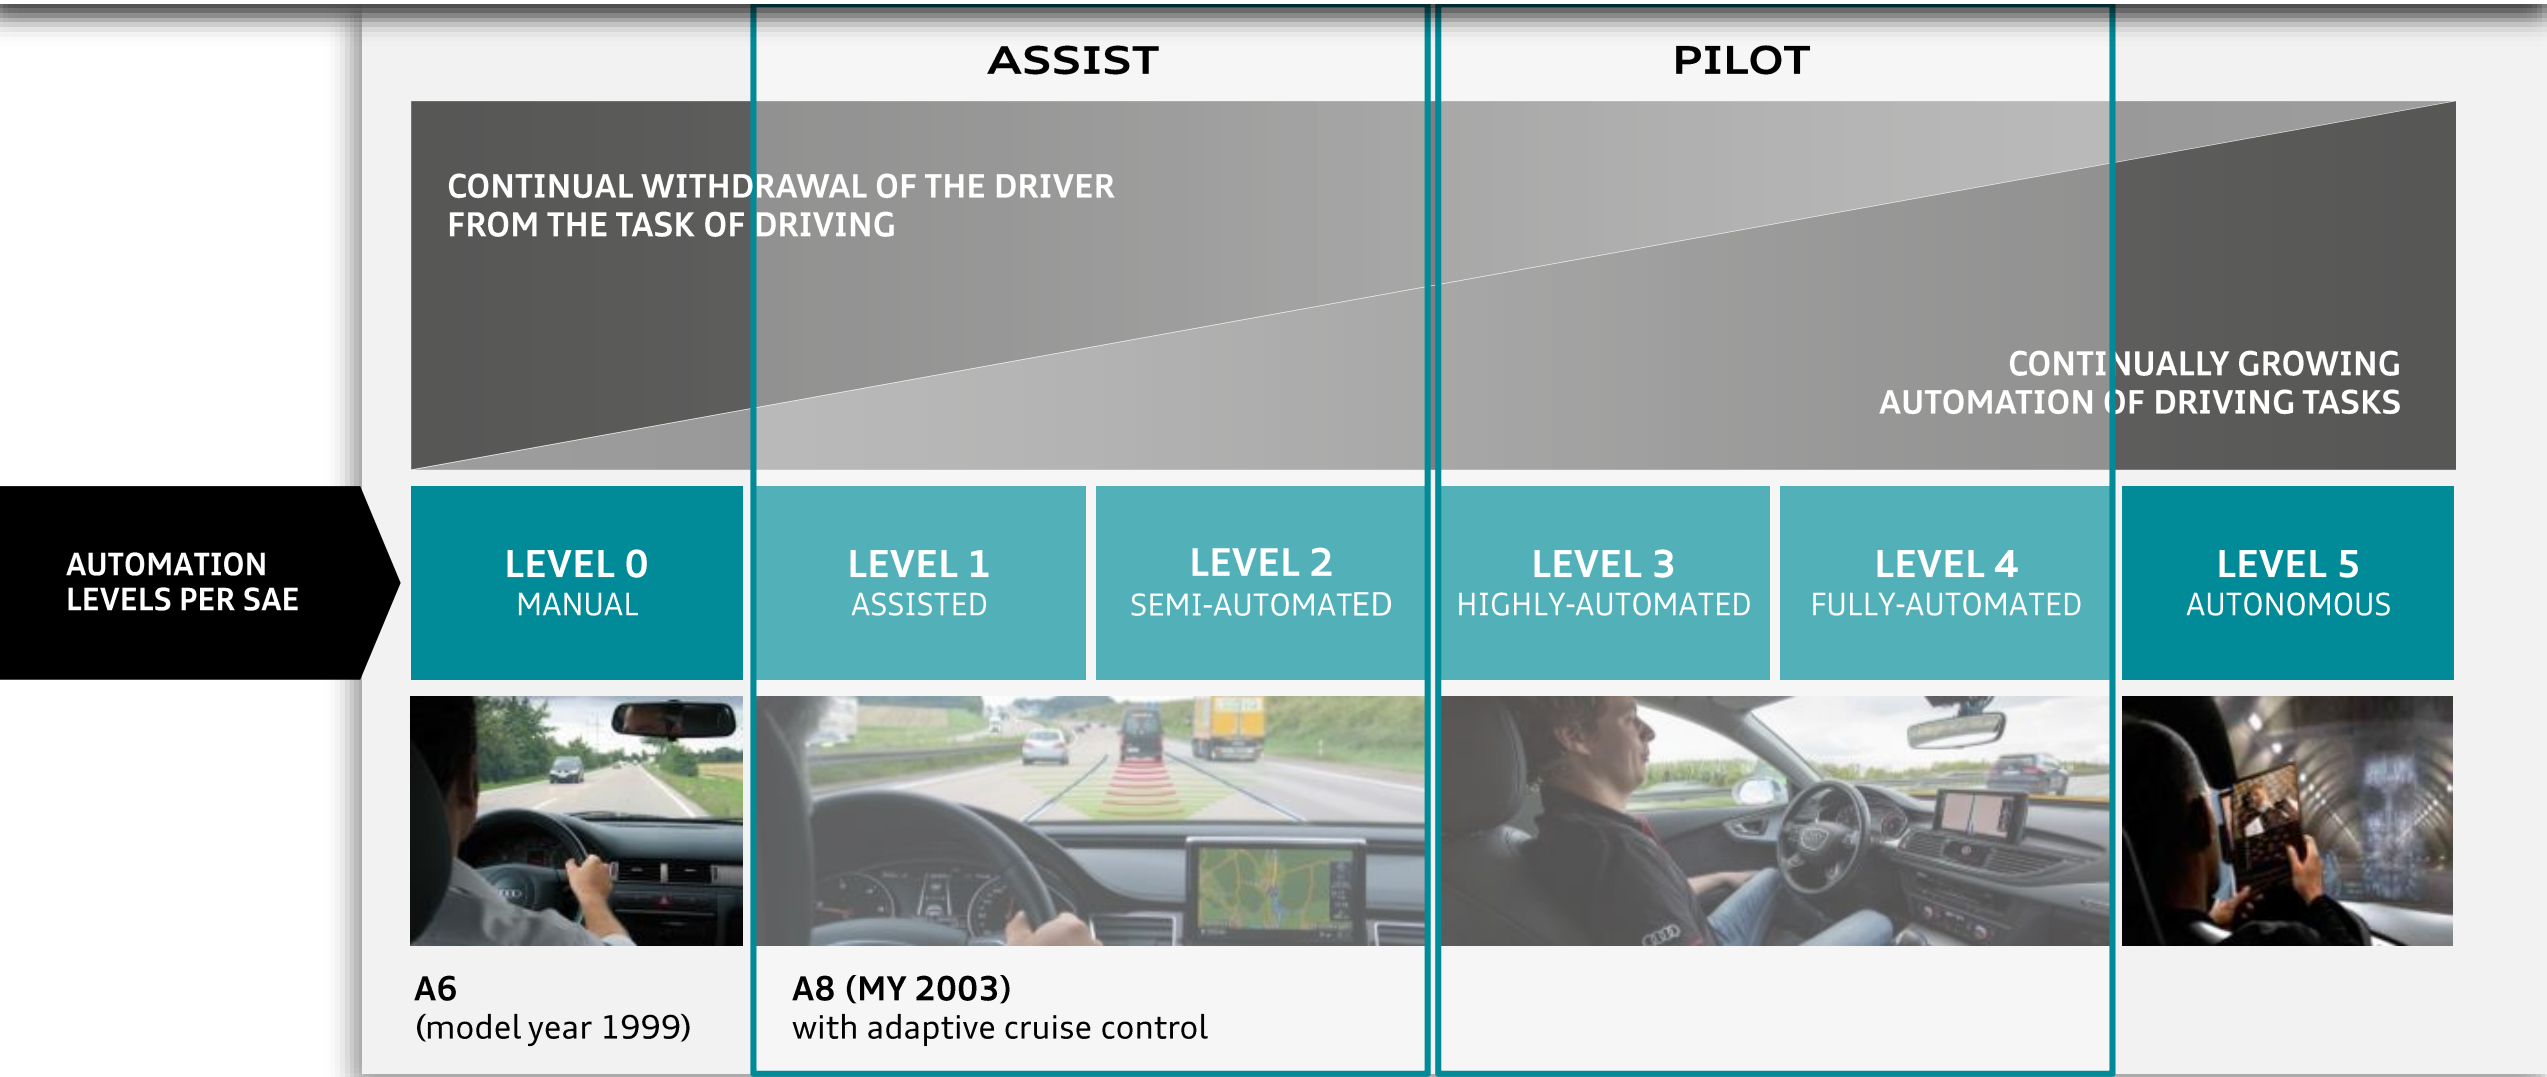 ASSIST
PILOT
CONTINUAL WITHDRAWAL OF THE DRIVER
FROM THE TASK OF DRIVING
CONTINUALLY GROWING
AUTOMATION OF DRIVING TASKS
AUTOMATION
LEVELS PER SAE
LEVEL 0
MANUAL
LEVEL 1
ASSISTED
LEVEL 2
SEMI-AUTOMATED
LEVEL 3
HIGHLY-AUTOMATED
LEVEL 4
FULLY-AUTOMATED
LEVEL 5
AUTONOMOUS
A6
(model year 1999)
A8 (MY 2003)
with adaptive cruise control